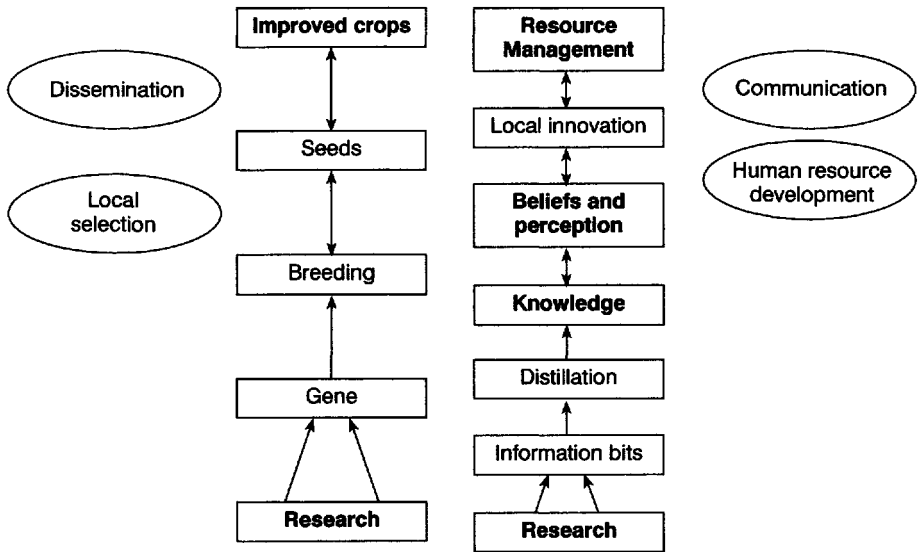 Dissemination
Local
selection
Improved crops
Seeds
Breeding
Gene
Research
Resource
Management
Local innovation
Beliefs and
perception
Knowledge
Distillation
Information bits
Research
Communication
Human resource
development